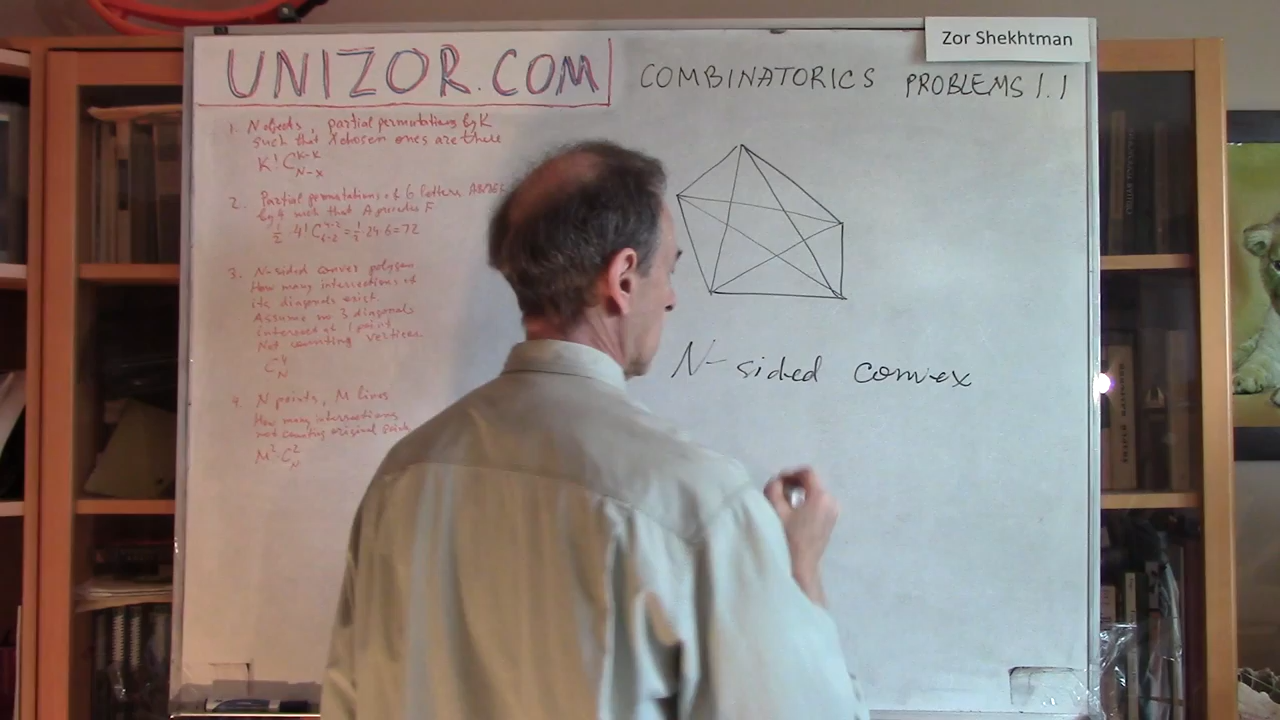 Zor Shekhtman
UNIZOR.COM
COMBINATORICS PROBLEMS 1.1
1. N objects, partial permutations by K
such that X chosen ones are there
K! C
N-X
2. Partial permutations of 6 letters
by 4 such that A precedes F
1/2 · 4! C 4-2 6-2 = 1/2 · 24 · 6 = 72
3. N-sided convex polygon
How many intersections of
its diagonals exist.
Assume no 3 diagonals
intersect at 1 point
Not counting vertices
C 4 N
4. N points, M lines
How many intersections
not counting original
M² · C 2 N
N-sided convex